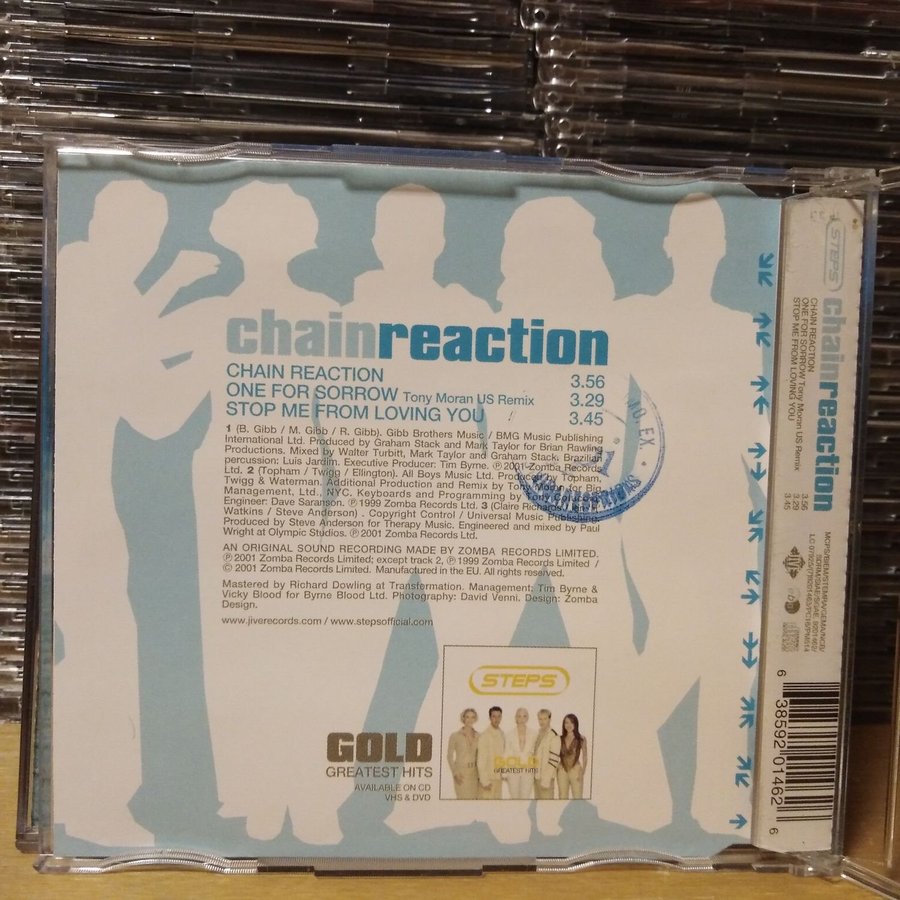 chainreaction
CHAIN REACTION 3.56
ONE FOR SORROW Tony Moran US Remix 3.29
STOP ME FROM LOVING YOU 3.45
1 (B. Gibb / M. Gibb / R. Gibb). Gibb Brothers Music / BMG Music Publishing
International Ltd. Produced by Graham Stack and Mark Taylor for Brian Rawling
Productions. Mixed by Walter Turbitt, Mark Taylor and Graham Stack. Brazilian
percussion: Luis Jardim. Executive Producer: Tim Byrne. ℗ 2001 Zomba Records
Ltd. 2 (Topham / Twigg / Ellington). All Boys Music Ltd. Produced by Topham,
Twigg & Waterman. Additional Production and Remix by Tony Moran for Big
Management, Ltd., NYC. Keyboards and Programming by Tony Coluccio
Engineer: Dave Saranson. ℗ 1999 Zomba Records Ltd. 3 (Claire Richards /
Watkins / Steve Anderson) . Copyright Control / Universal Music Publishing.
Produced by Steve Anderson for Therapy Music. Engineered and mixed by Paul
Wright at Olympic Studios. ℗ 2001 Zomba Records Ltd.
AN ORIGINAL SOUND RECORDING MADE BY ZOMBA RECORDS LIMITED.
℗ 2001 Zomba Records Limited; except track 2, ℗ 1999 Zomba Records Limited /
© 2001 Zomba Records Limited. Manufactured in the EU. All rights reserved.
Mastered by Richard Dowling at Transfermation. Management: Tim Byrne &
Vicky Blood for Byrne Blood Ltd. Photography: David Venni. Design: Zomba
Design.
www.jiverecords.com / www.stepsofficial.com
STEPS
GOLD
GREATEST HITS
GOLD
GREATEST HITS
AVAILABLE ON CD
VHS & DVD
STEPS
chainreaction
CHAIN REACTION 3.56
ONE FOR SORROW Tony Moran US Remix 3.29
STOP ME FROM LOVING YOU 3.45
6 38592 01462 6